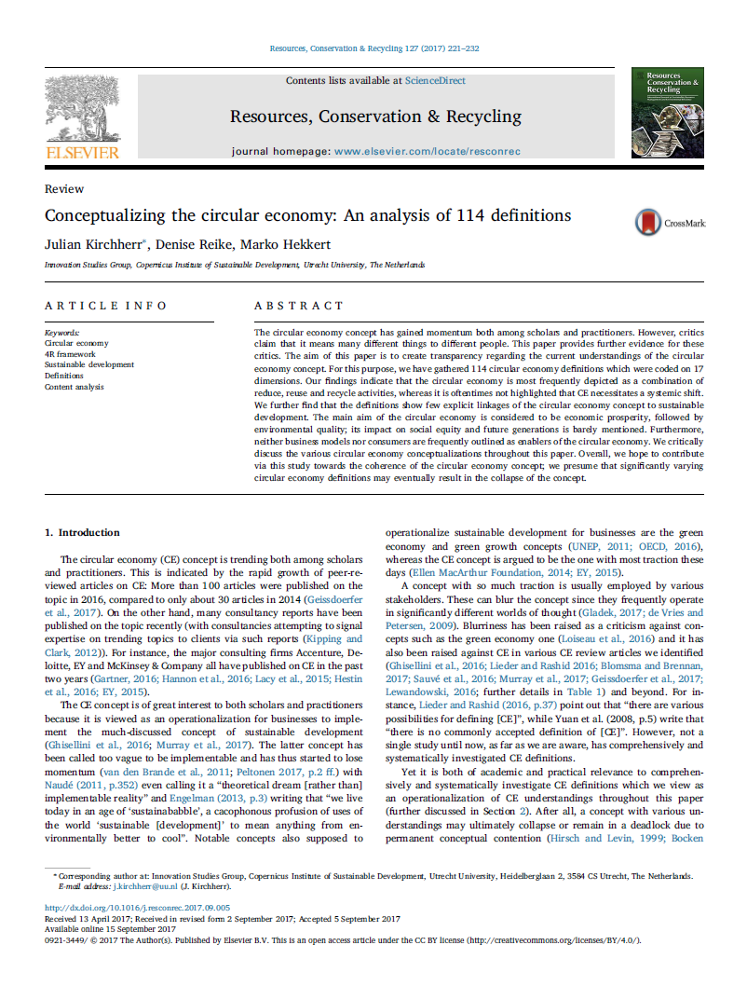 Resources, Conservation & Recycling 127 (2017) 221–232
Contents lists available at ScienceDirect
Resources, Conservation & Recycling
journal homepage: www.elsevier.com/locate/resconrec
ELSEVIER
Resources
Conservation &
Recycling
Review
Conceptualizing the circular economy: An analysis of 114 definitions
CrossMark
Julian Kirchherr*, Denise Reike, Marko Hekkert
Innovation Studies Group, Copernicus Institute of Sustainable Development, Utrecht University, The Netherlands
ARTICLE INFO
Keywords:
Circular economy
4R framework
Sustainable development
Definitions
Content analysis
ABSTRACT
The circular economy concept has gained momentum both among scholars and practitioners. However, critics
claim that it means many different things to different people. This paper provides further evidence for these
critics. The aim of this paper is to create transparency regarding the current understandings of the circular
economy concept. For this purpose, we have gathered 114 circular economy definitions which were coded on 17
dimensions. Our findings indicate that the circular economy is most frequently depicted as a combination of
reduce, reuse and recycle activities, whereas it is oftentimes not highlighted that CE necessitates a systemic shift.
We further find that the definitions show few explicit linkages of the circular economy concept to sustainable
development. The main aim of the circular economy is considered to be economic prosperity, followed by
environmental quality; its impact on social equity and future generations is barely mentioned. Furthermore,
neither business models nor consumers are frequently outlined as enablers of the circular economy. We critically
discuss the various circular economy conceptualizations throughout this paper. Overall, we hope to contribute
via this study towards the coherence of the circular economy concept; we presume that significantly varying
circular economy definitions may eventually result in the collapse of the concept.
1. Introduction
The circular economy (CE) concept is trending both among scholars
and practitioners. This is indicated by the rapid growth of peer-re-
viewed articles on CE: More than 100 articles were published on the
topic in 2016, compared to only about 30 articles in 2014 (Geissdoerfer
et al., 2017). On the other hand, many consultancy reports have been
published on the topic recently (with consultancies attempting to signal
expertise on trending topics to clients via such reports (Kipping and
Clark, 2012)). For instance, the major consulting firms Accenture, De-
loitte, EY and McKinsey & Company all have published on CE in the past
two years (Gartner, 2016; Hannon et al., 2016; Lacy et al., 2015; Hestin
et al., 2016; EY, 2015).
The CE concept is of great interest to both scholars and practitioners
because it is viewed as an operationalization for businesses to imple-
ment the much-discussed concept of sustainable development
(Ghisellini et al., 2016; Murray et al., 2017). The latter concept has
been called too vague to be implementable and has thus started to lose
momentum (van den Brande et al., 2011; Peltonen 2017, p.2 ff.) with
Naudé (2011, p.352) even calling it a “theoretical dream [rather than]
implementable reality” and Engelman (2013, p.3) writing that “we live
today in an age of ‘sustainababble’, a cacophonous profusion of uses of
the world ‘sustainable [development]’ to mean anything from en-
vironmentally better to cool”. Notable concepts also supposed to
operationalize sustainable development for businesses are the green
economy and green growth concepts (UNEP, 2011; OECD, 2016),
whereas the CE concept is argued to be the one with most traction these
days (Ellen MacArthur Foundation, 2014; EY, 2015).
A concept with so much traction is usually employed by various
stakeholders. These can blur the concept since they frequently operate
in significantly different worlds of thought (Gladek, 2017; de Vries and
Petersen, 2009). Blurriness has been raised as a criticism against con-
cepts such as the green economy one (Loiseau et al., 2016) and it has
also been raised against CE in various CE review articles we identified
(Ghisellini et al., 2016; Lieder and Rashid 2016; Blomsma and Brennan,
2017; Sauvé et al., 2016; Murray et al., 2017; Geissdoerfer et al., 2017;
Lewandowski, 2016; further details in Table 1) and beyond. For in-
stance, Lieder and Rashid (2016, p.37) point out that “there are various
possibilities for defining [CE]”, while Yuan et al. (2008, p.5) write that
“there is no commonly accepted definition of [CE]”. However, not a
single study until now, as far as we are aware, has comprehensively and
systematically investigated CE definitions.
Yet it is both of academic and practical relevance to comprehen-
sively and systematically investigate CE definitions which we view as
an operationalization of CE understandings throughout this paper
(further discussed in Section 2). After all, a concept with various un-
derstandings may ultimately collapse or remain in a deadlock due to
permanent conceptual contention (Hirsch and Levin, 1999; Bocken
* Corresponding author at: Innovation Studies Group, Copernicus Institute of Sustainable Development, Utrecht University, Heidelberglaan 2, 3584 CS Utrecht, The Netherlands.
E-mail address: j.kirchherr@uu.nl (J. Kirchherr).
http://dx.doi.org/10.1016/j.resconrec.2017.09.005
Received 13 April 2017; Received in revised form 2 September 2017; Accepted 5 September 2017
Available online 15 September 2017
0921-3449/ © 2017 The Author(s). Published by Elsevier B.V. This is an open access article under the CC BY license (http://creativecommons.org/licenses/BY/4.0/).